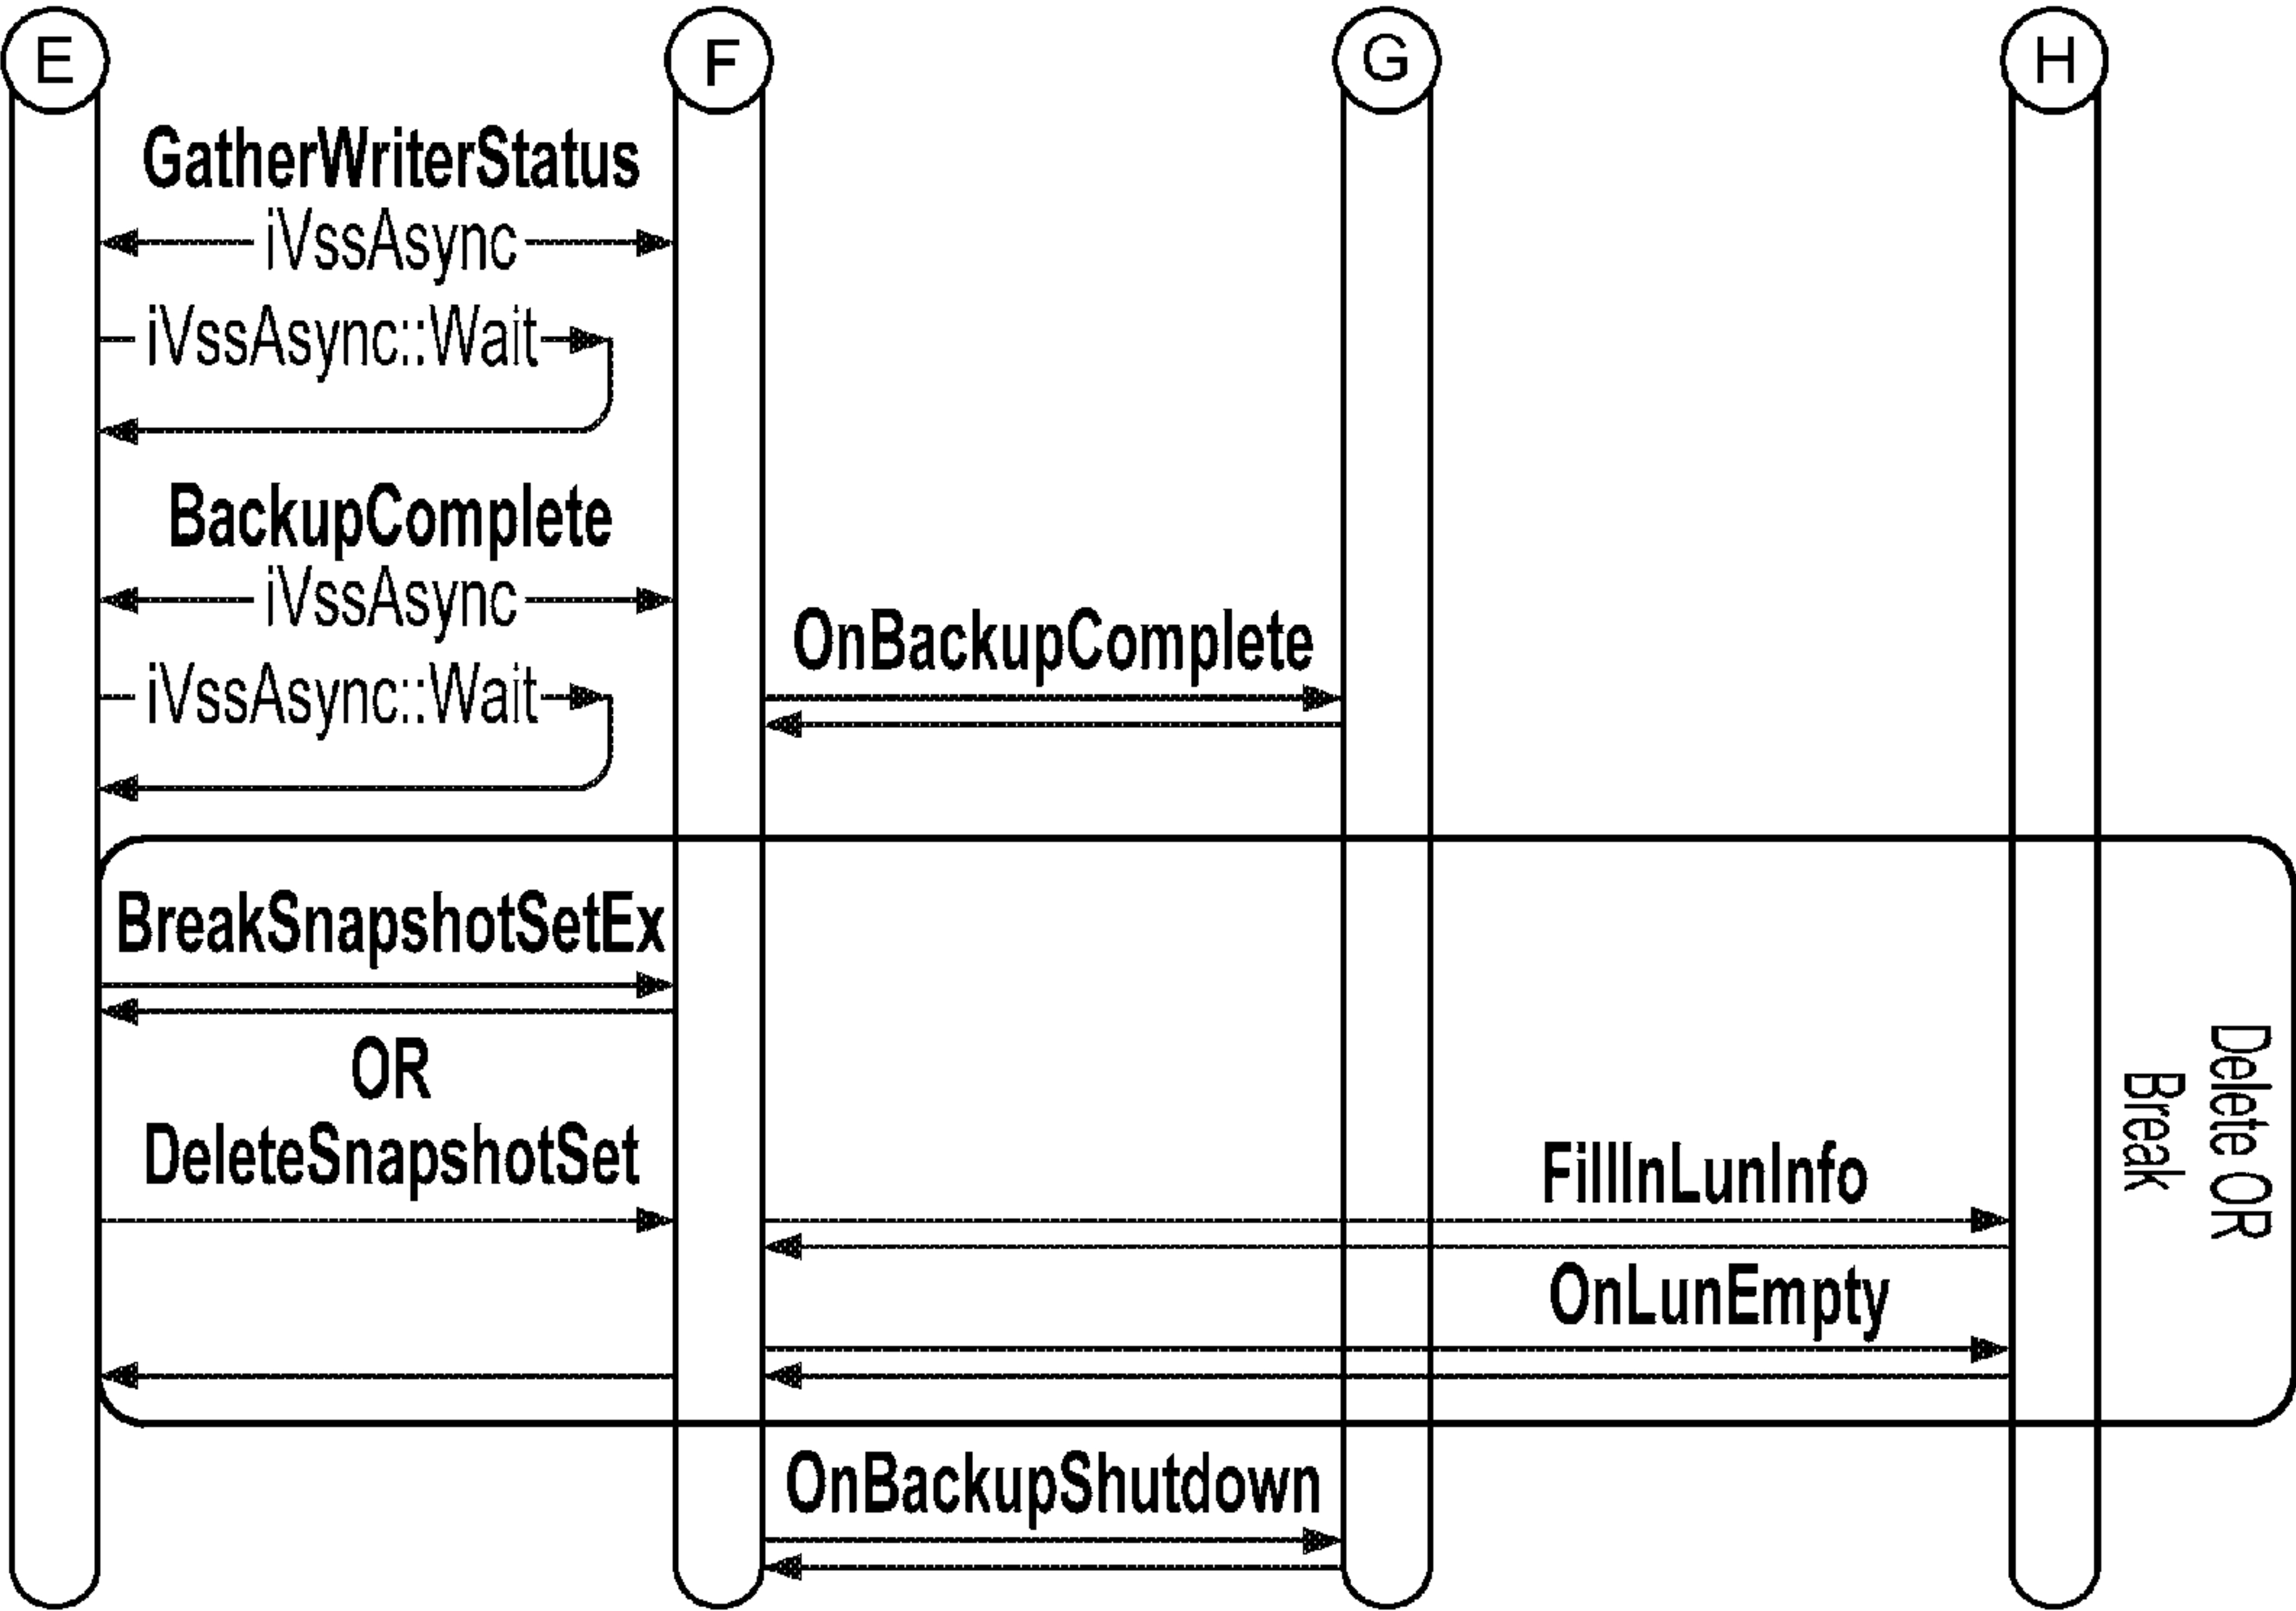 E
F
G
H
GatherWriterStatus
iVssAsync
iVssAsync::Wait
BackupComplete
iVssAsync
OnBackupComplete
iVssAsync::Wait
BreakSnapshotSetEx
OR
DeleteSnapshotSet
FillInLunInfo
OnLunEmpty
Delete OR
Break
OnBackupShutdown